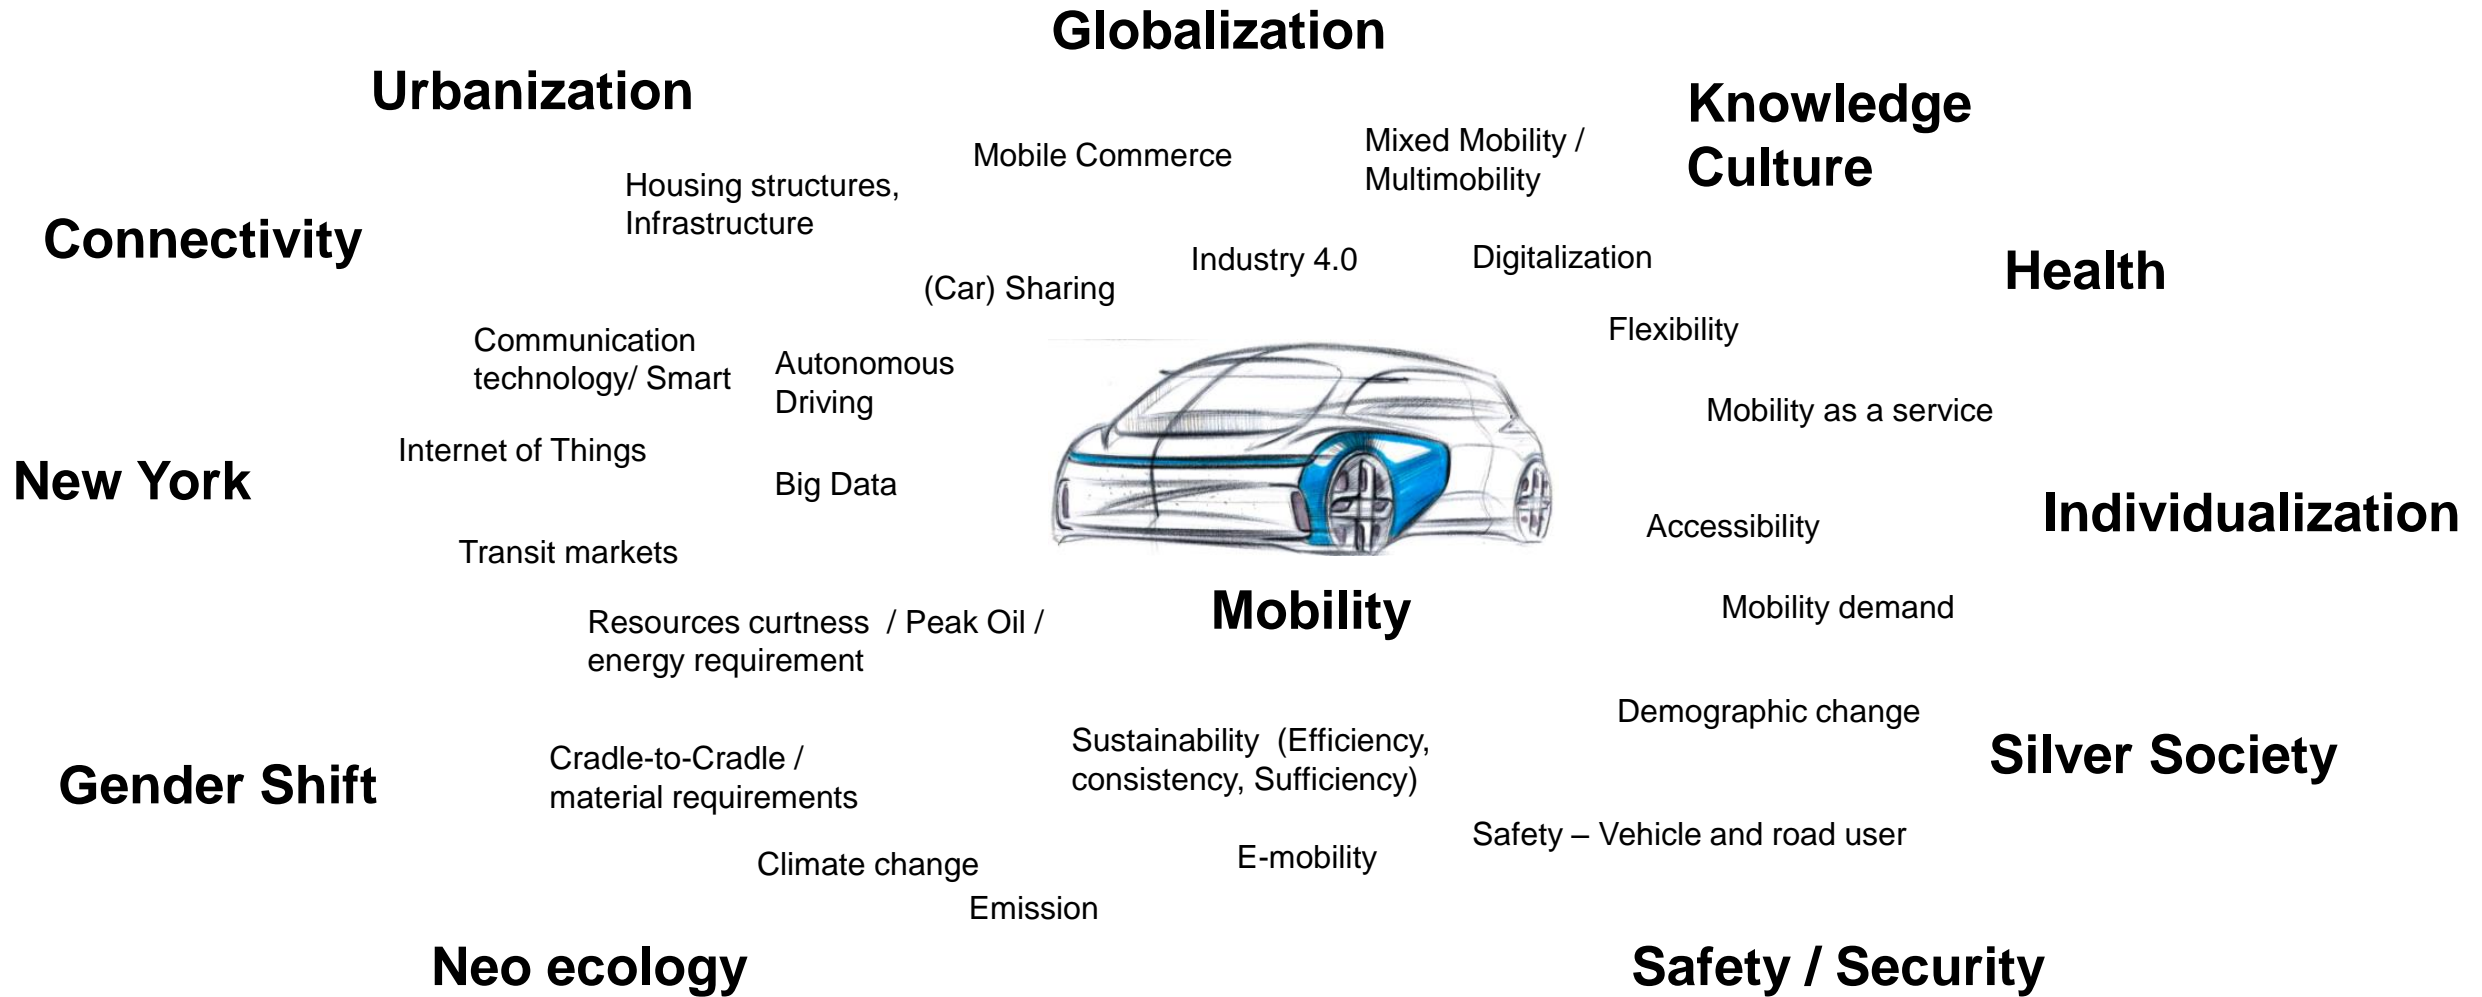 Globalization
Urbanization
Knowledge
Culture
Mobile Commerce
Mixed Mobility /
Multimobility
Housing structures,
Infrastructure
Connectivity
Industry 4.0
Digitalization
Health
(Car) Sharing
Flexibility
Communication
technology/ Smart
Autonomous
Driving
Mobility as a service
Internet of Things
New York
Big Data
Individualization
Accessibility
Transit markets
Mobility
Mobility demand
Resources curtness / Peak Oil /
energy requirement
Demographic change
Sustainability (Efficiency,
consistency, Sufficiency)
Silver Society
Cradle-to-Cradle /
material requirements
Gender Shift
Safety – Vehicle and road user
E-mobility
Climate change
Emission
Neo ecology
Safety / Security